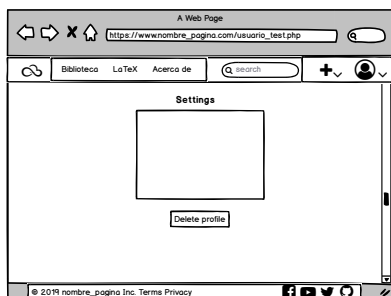 A Web Page
https://www.nombre_pagina.com/usuario_test.php
Biblioteca LaTeX Acerca de search
Settings
Delete profile
© 2019 nombre_pagina Inc. Terms Privacy